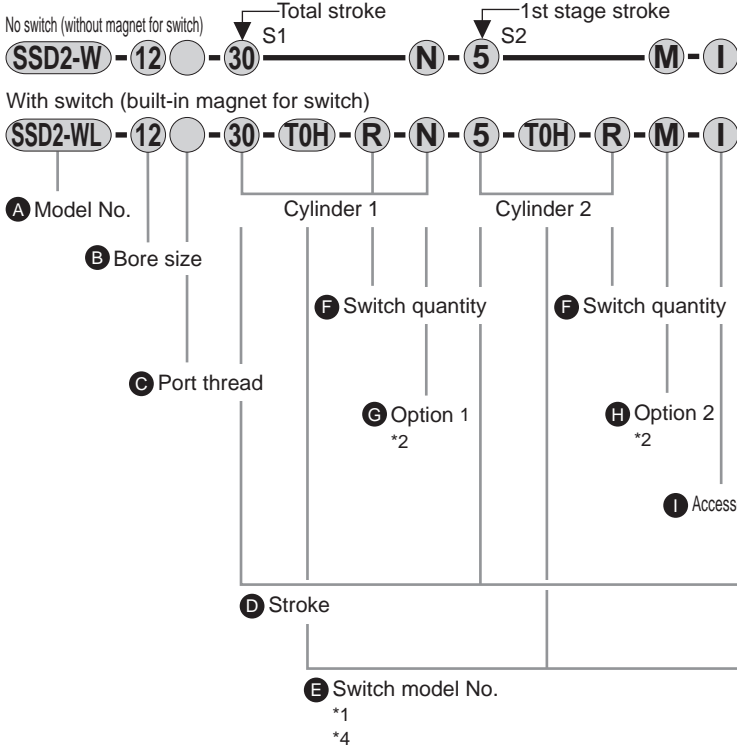 Total stroke
1st stage stroke
No switch (without magnet for switch)
S1
S2
SSD2-W - 12 - 30 N - 5 M - I
With switch (built-in magnet for switch)
SSD2-WL - 12 - 30 - T0H - R - N - 5 - T0H - R - M - I
A Model No.
Cylinder 1
Cylinder 2
B Bore size
F Switch quantity
F Switch quantity
C Port thread
G Option 1
*2
H Option 2
*2
I Access
D Stroke
E Switch model No.
*1
*4